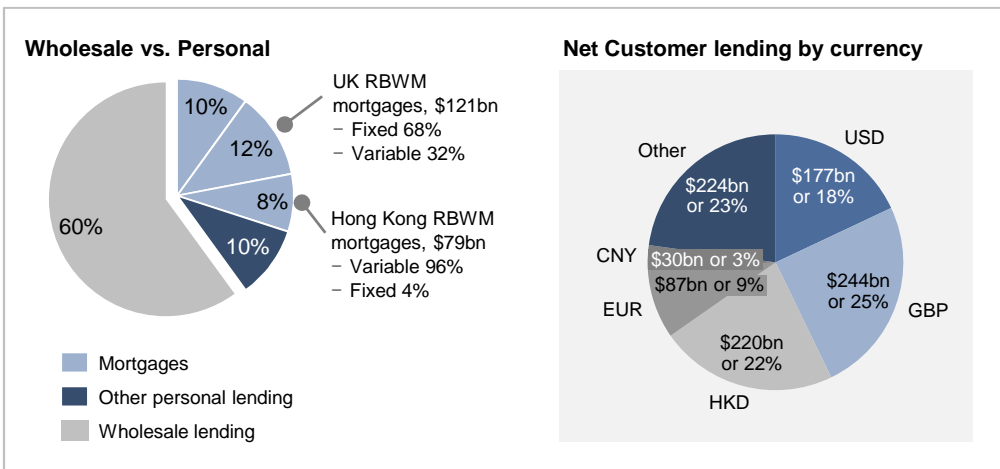 Wholesale vs. Personal
10%
12%
8%
10%
60%
UK RBWM
mortgages, $121bn
− Fixed 68%
− Variable 32%
Hong Kong RBWM
mortgages, $79bn
− Variable 96%
− Fixed 4%
Mortgages
Other personal lending
Wholesale lending
Net Customer lending by currency
USD
$177bn
or 18%
GBP
$244bn
or 25%
HKD
$220bn
or 22%
EUR
$87bn or 9%
CNY
$30bn or 3%
Other
$224bn
or 23%